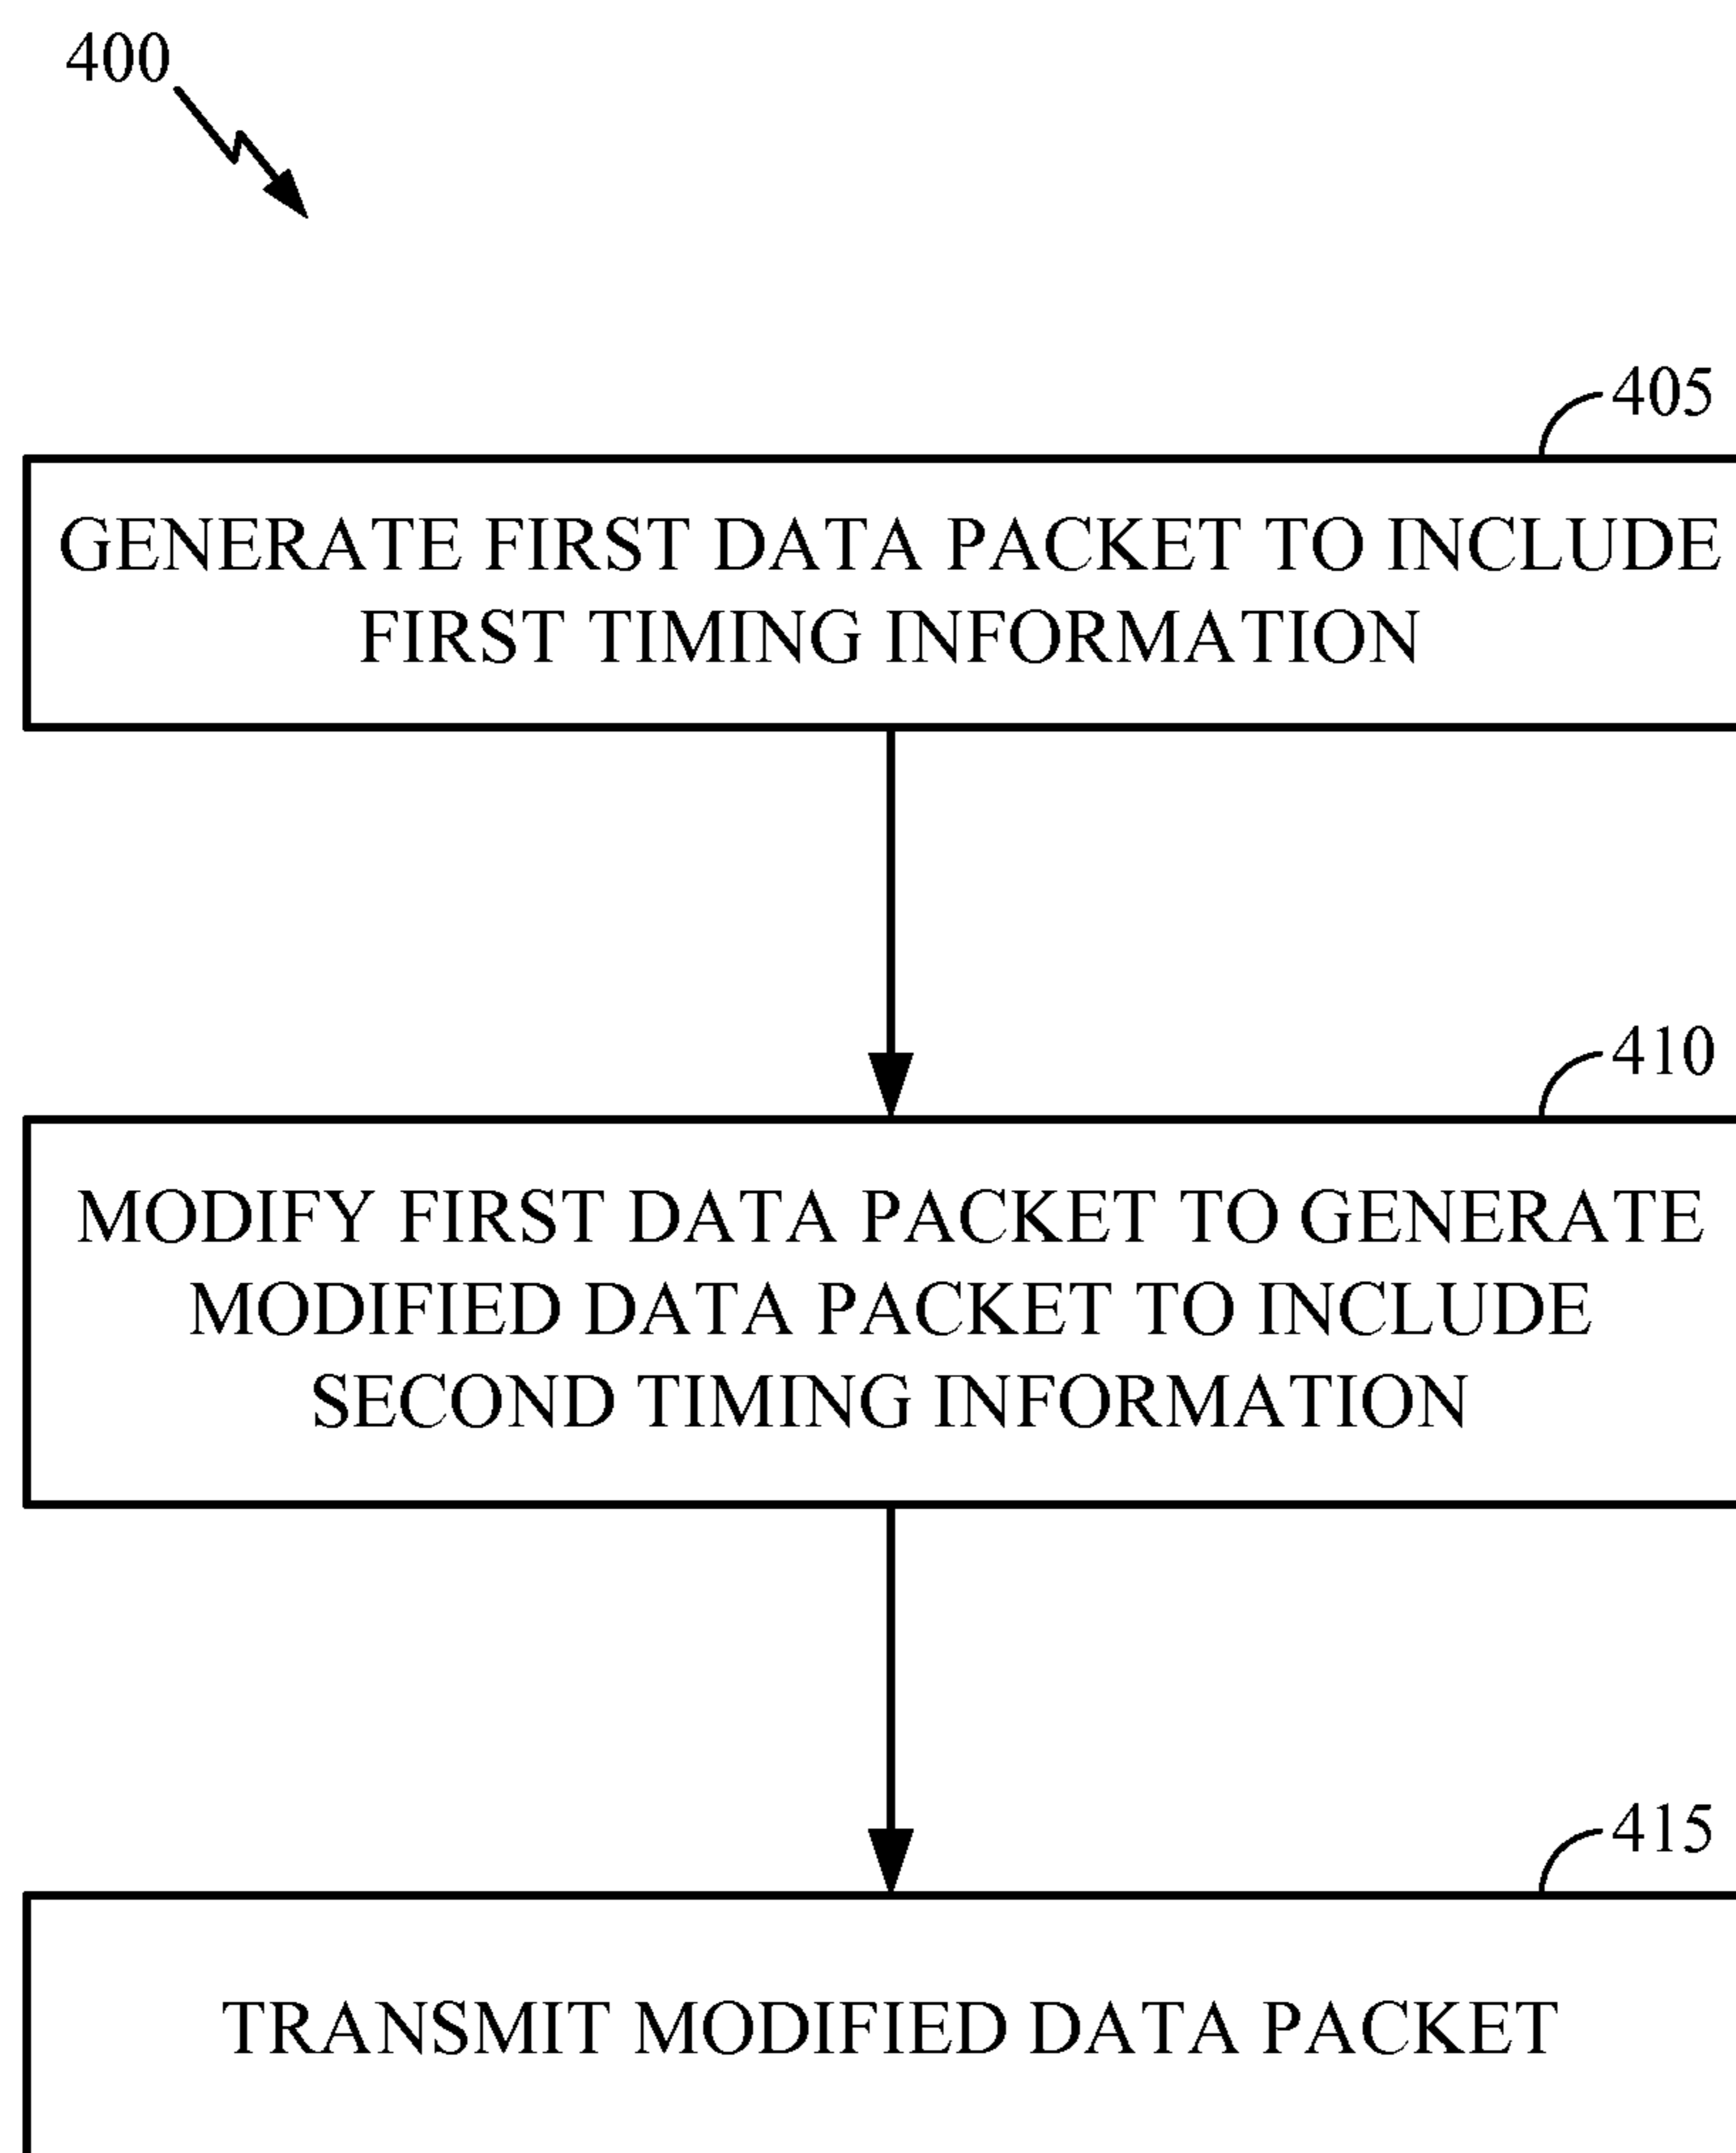 400
405
GENERATE FIRST DATA PACKET TO INCLUDE
FIRST TIMING INFORMATION
410
MODIFY FIRST DATA PACKET TO GENERATE
MODIFIED DATA PACKET TO INCLUDE
SECOND TIMING INFORMATION
415
TRANSMIT MODIFIED DATA PACKET